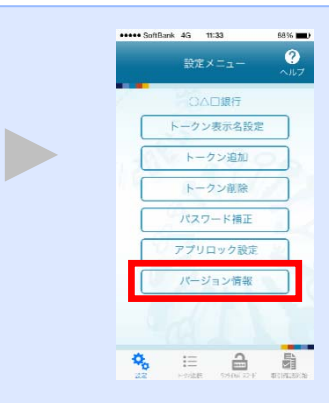 SoftBank 4G 11:33 68%
設定メニュー
?
ヘルプ
○△□銀行
トークン表示名設定
トークン追加
トークン削除
パスワード補正
アプリロック設定
バージョン情報
設定